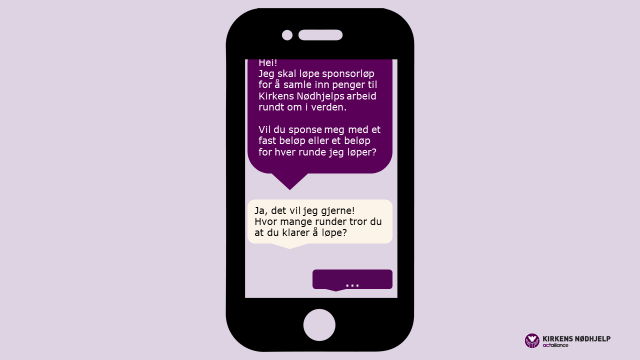 Hei!
Jeg skal løpe sponsorløp
for å samle inn penger til
Kirkens Nødhjelps arbeid
rundt om i verden.
Vil du sponse meg med et
fast beløp eller et beløp
for hver runde jeg løper?
Ja, det vil jeg gjerne!
Hvor mange runder tror du
at du klarer å løpe?
...
KIRKENS NØDHJELP
actalliance